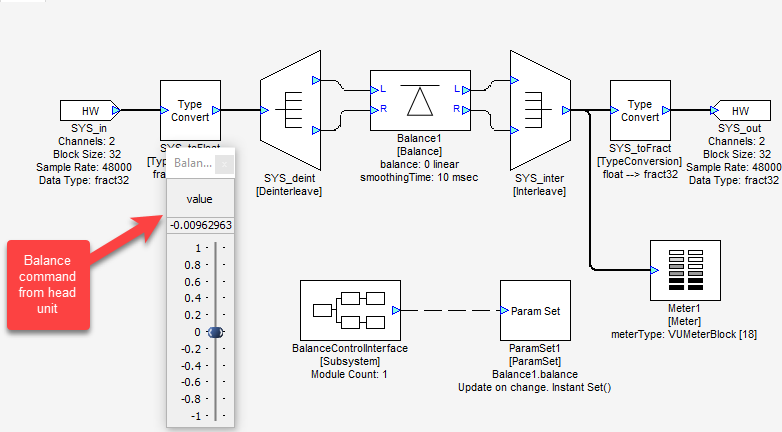 HW
SYS_in
Channels: 2
Block Size: 32
Sample Rate: 48000
Data Type: fract32
Type
Convert
SYS_toFloat
SYS_deint
[Deinterleave]
L
R
L
R
Balance1
[Balance]
balance: 0 linear
smoothingTime: 10 msec
SYS_inter
[Interleave]
Type
Convert
SYS_toFract
[TypeConversion]
float --> fract32
HW
SYS_out
Channels: 2
Block Size: 32
Sample Rate: 48000
Data Type: fract32
Balan...
value
-0.00962963
1
0.8
0.6
0.4
0.2
0
-0.2
-0.4
-0.6
-0.8
-1
Balance
command
from head
unit
BalanceControlInterface
[Subsystem]
Module Count: 1
Param Set
ParamSet1
[ParamSet]
Balance1.balance
Update on change. Instant Set()
Meter1
[Meter]
meterType: VUMeterBlock [18]